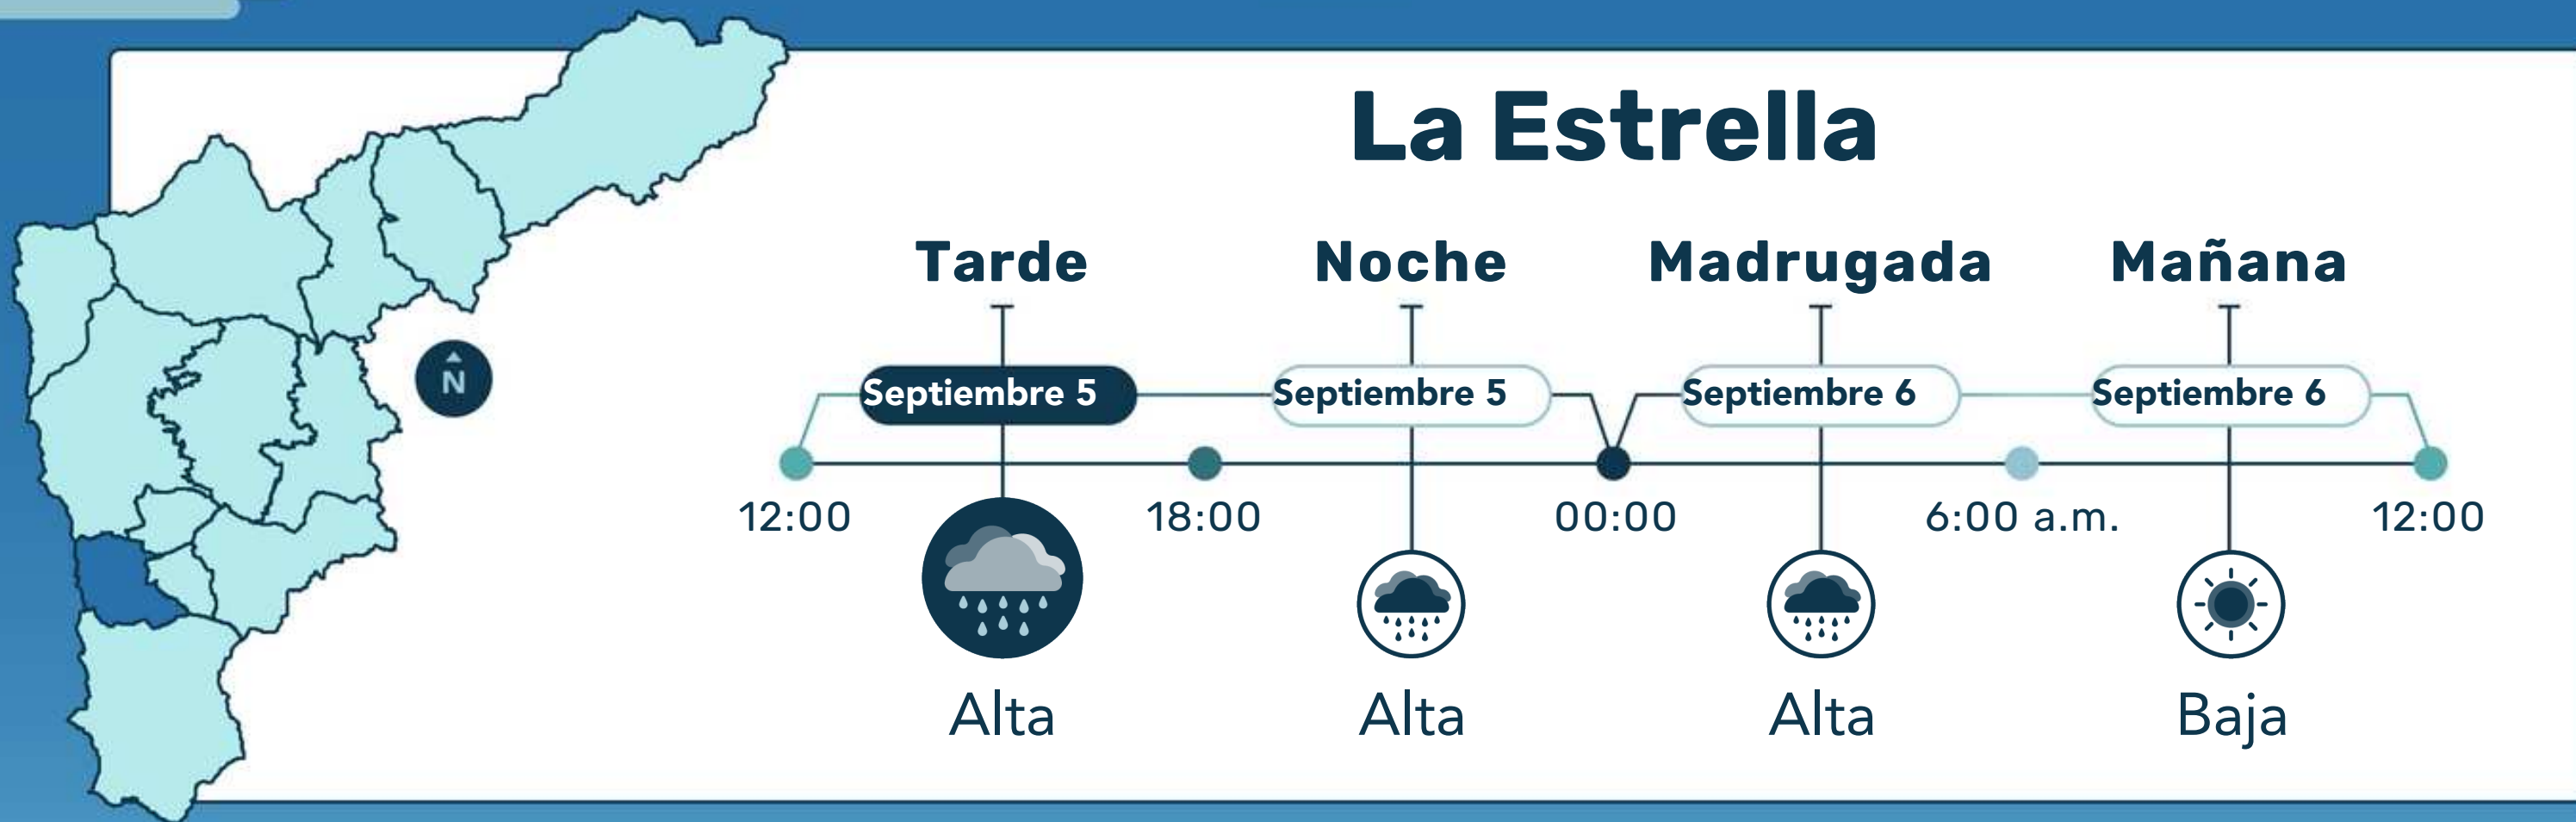 La Estrella
Tarde Noche Madrugada Mañana
Septiembre 5 Septiembre 5 Septiembre 6 Septiembre 6
N
12:00 18:00 00:00 6:00 a.m. 12:00
Alta Alta Alta Baja